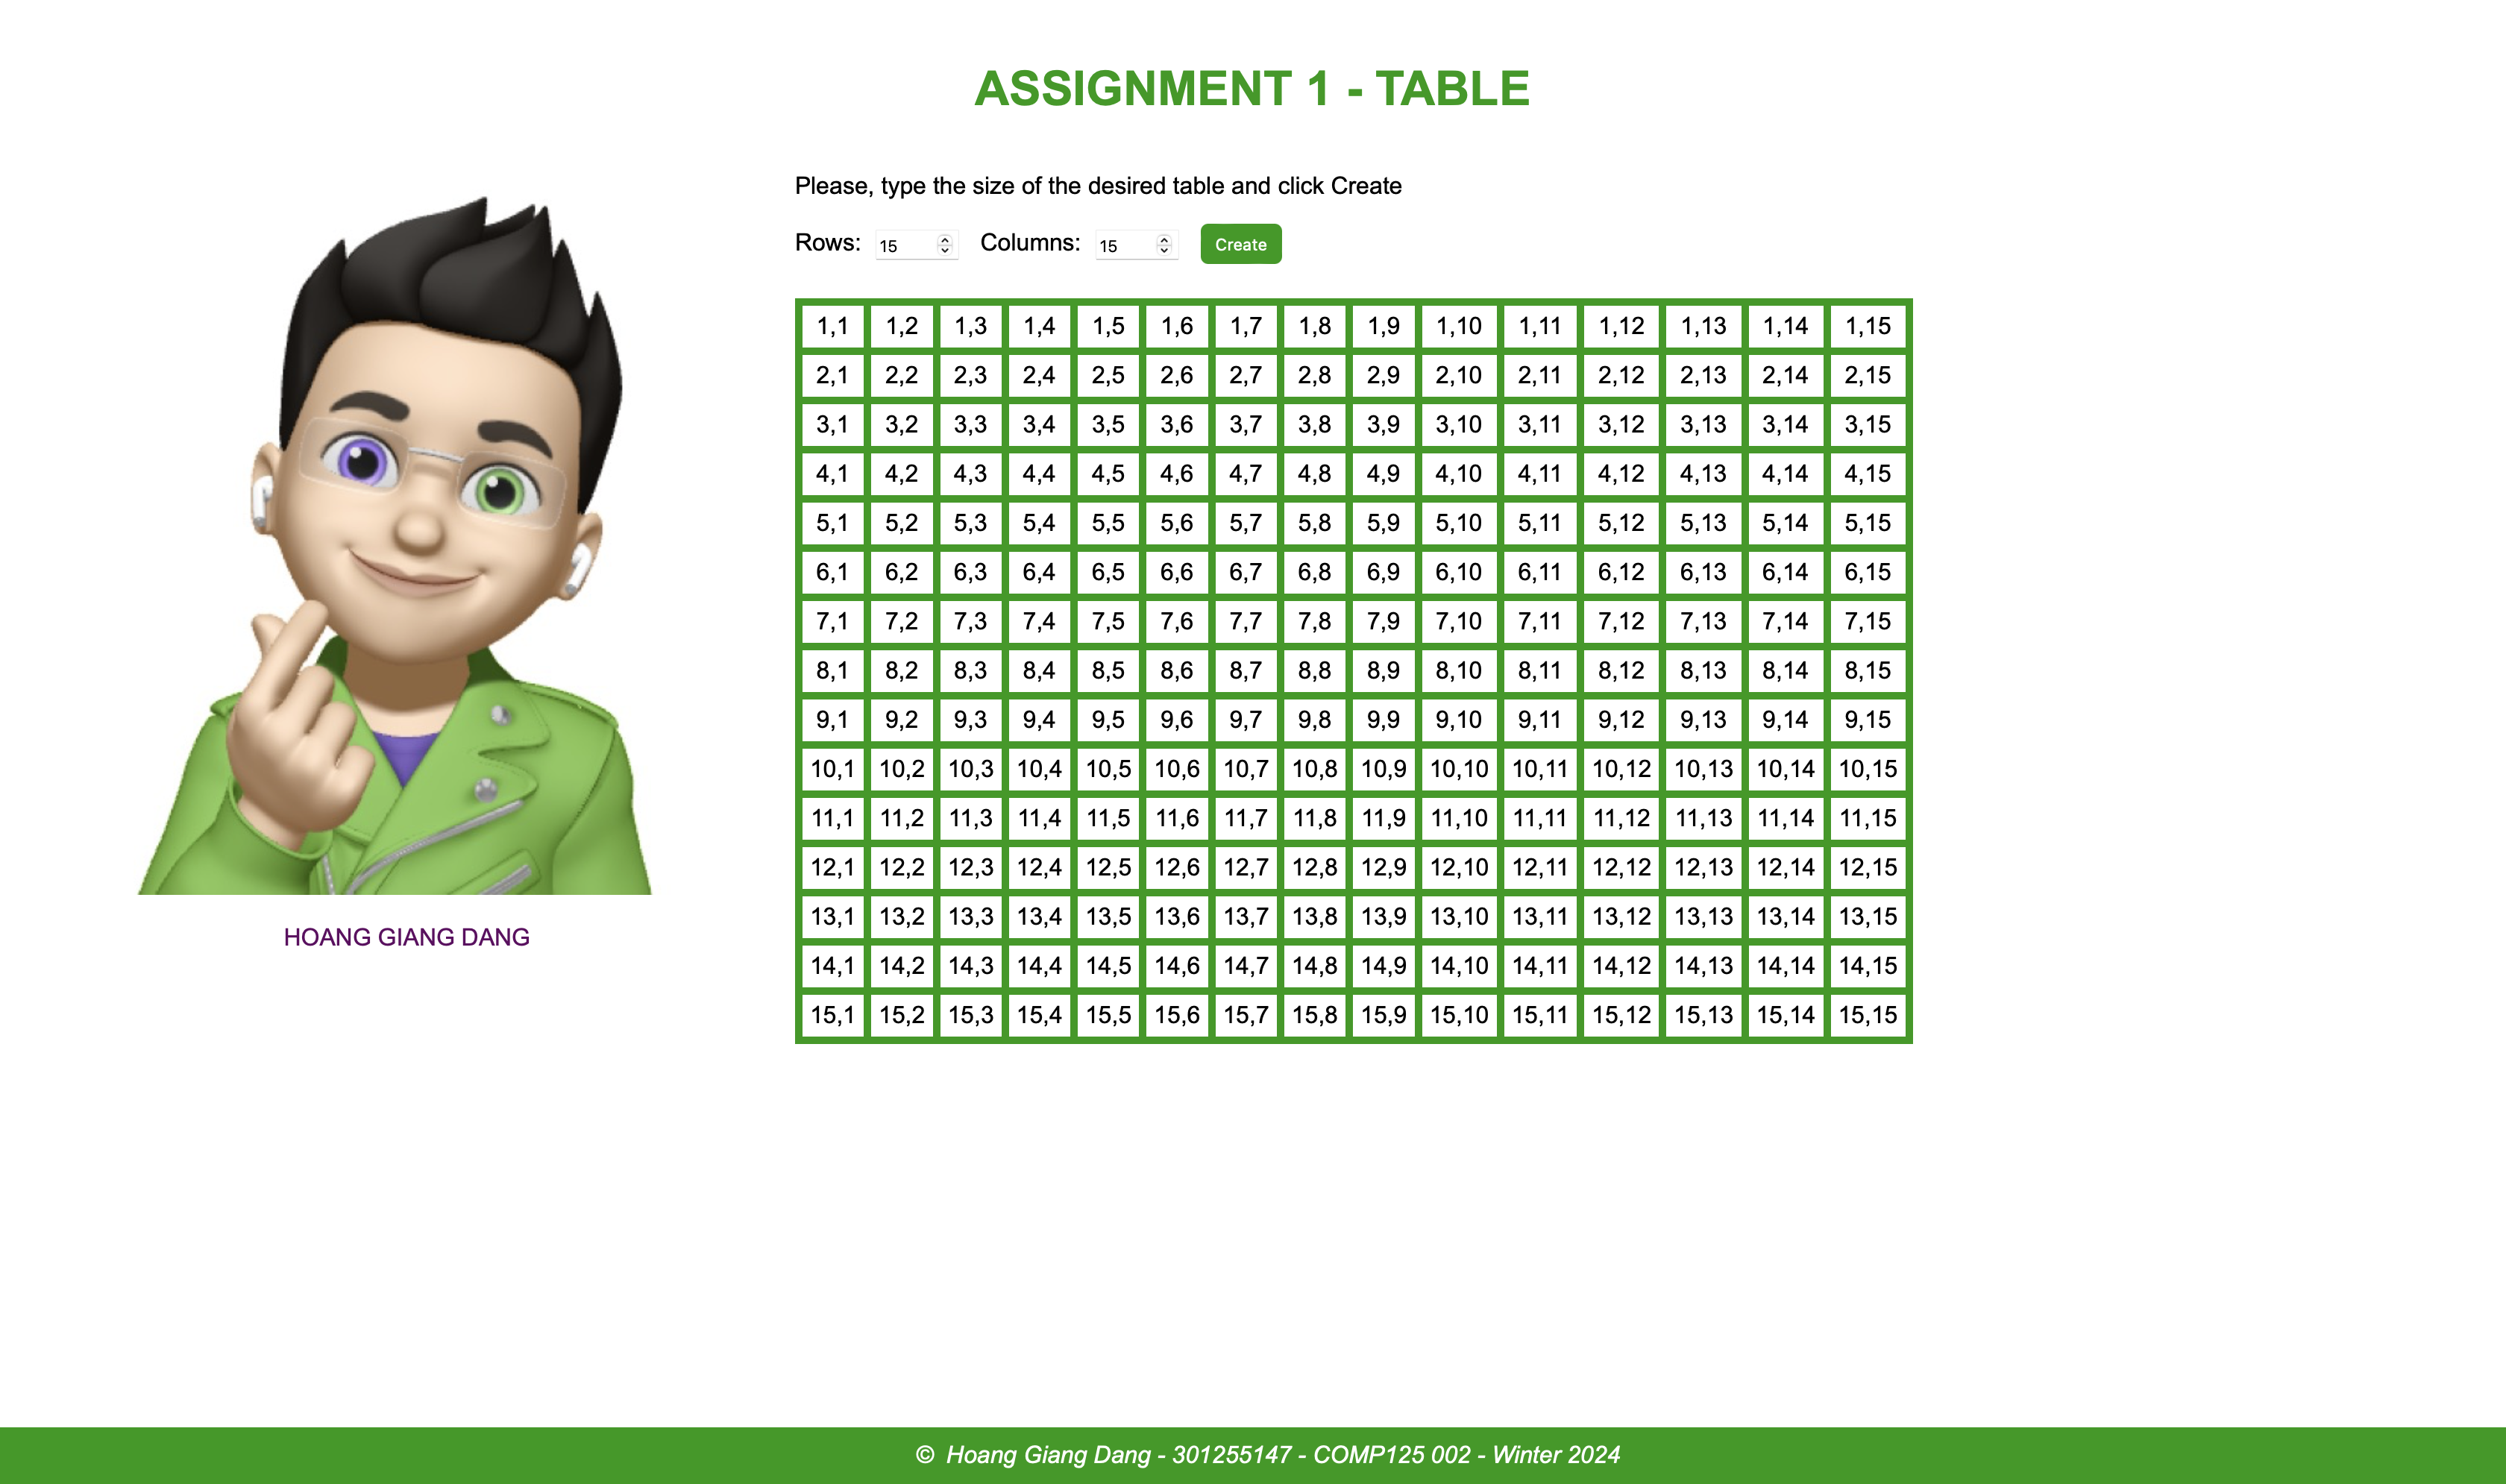 ASSIGNMENT 1 - TABLE
Please, type the size of the desired table and click Create
Rows: 15 Columns: 15 Create
1,1 1,2 1,3 1,4 1,5 1,6 1,7 1,8 1,9 1,10 1,11 1,12 1,13 1,14 1,15
2,1 2,2 2,3 2,4 2,5 2,6 2,7 2,8 2,9 2,10 2,11 2,12 2,13 2,14 2,15
3,1 3,2 3,3 3,4 3,5 3,6 3,7 3,8 3,9 3,10 3,11 3,12 3,13 3,14 3,15
4,1 4,2 4,3 4,4 4,5 4,6 4,7 4,8 4,9 4,10 4,11 4,12 4,13 4,14 4,15
5,1 5,2 5,3 5,4 5,5 5,6 5,7 5,8 5,9 5,10 5,11 5,12 5,13 5,14 5,15
6,1 6,2 6,3 6,4 6,5 6,6 6,7 6,8 6,9 6,10 6,11 6,12 6,13 6,14 6,15
7,1 7,2 7,3 7,4 7,5 7,6 7,7 7,8 7,9 7,10 7,11 7,12 7,13 7,14 7,15
8,1 8,2 8,3 8,4 8,5 8,6 8,7 8,8 8,9 8,10 8,11 8,12 8,13 8,14 8,15
9,1 9,2 9,3 9,4 9,5 9,6 9,7 9,8 9,9 9,10 9,11 9,12 9,13 9,14 9,15
10,1 10,2 10,3 10,4 10,5 10,6 10,7 10,8 10,9 10,10 10,11 10,12 10,13 10,14 10,15
11,1 11,2 11,3 11,4 11,5 11,6 11,7 11,8 11,9 11,10 11,11 11,12 11,13 11,14 11,15
12,1 12,2 12,3 12,4 12,5 12,6 12,7 12,8 12,9 12,10 12,11 12,12 12,13 12,14 12,15
13,1 13,2 13,3 13,4 13,5 13,6 13,7 13,8 13,9 13,10 13,11 13,12 13,13 13,14 13,15
14,1 14,2 14,3 14,4 14,5 14,6 14,7 14,8 14,9 14,10 14,11 14,12 14,13 14,14 14,15
15,1 15,2 15,3 15,4 15,5 15,6 15,7 15,8 15,9 15,10 15,11 15,12 15,13 15,14 15,15
HOANG GIANG DANG
© Hoang Giang Dang - 301255147 - COMP125 002 - Winter 2024